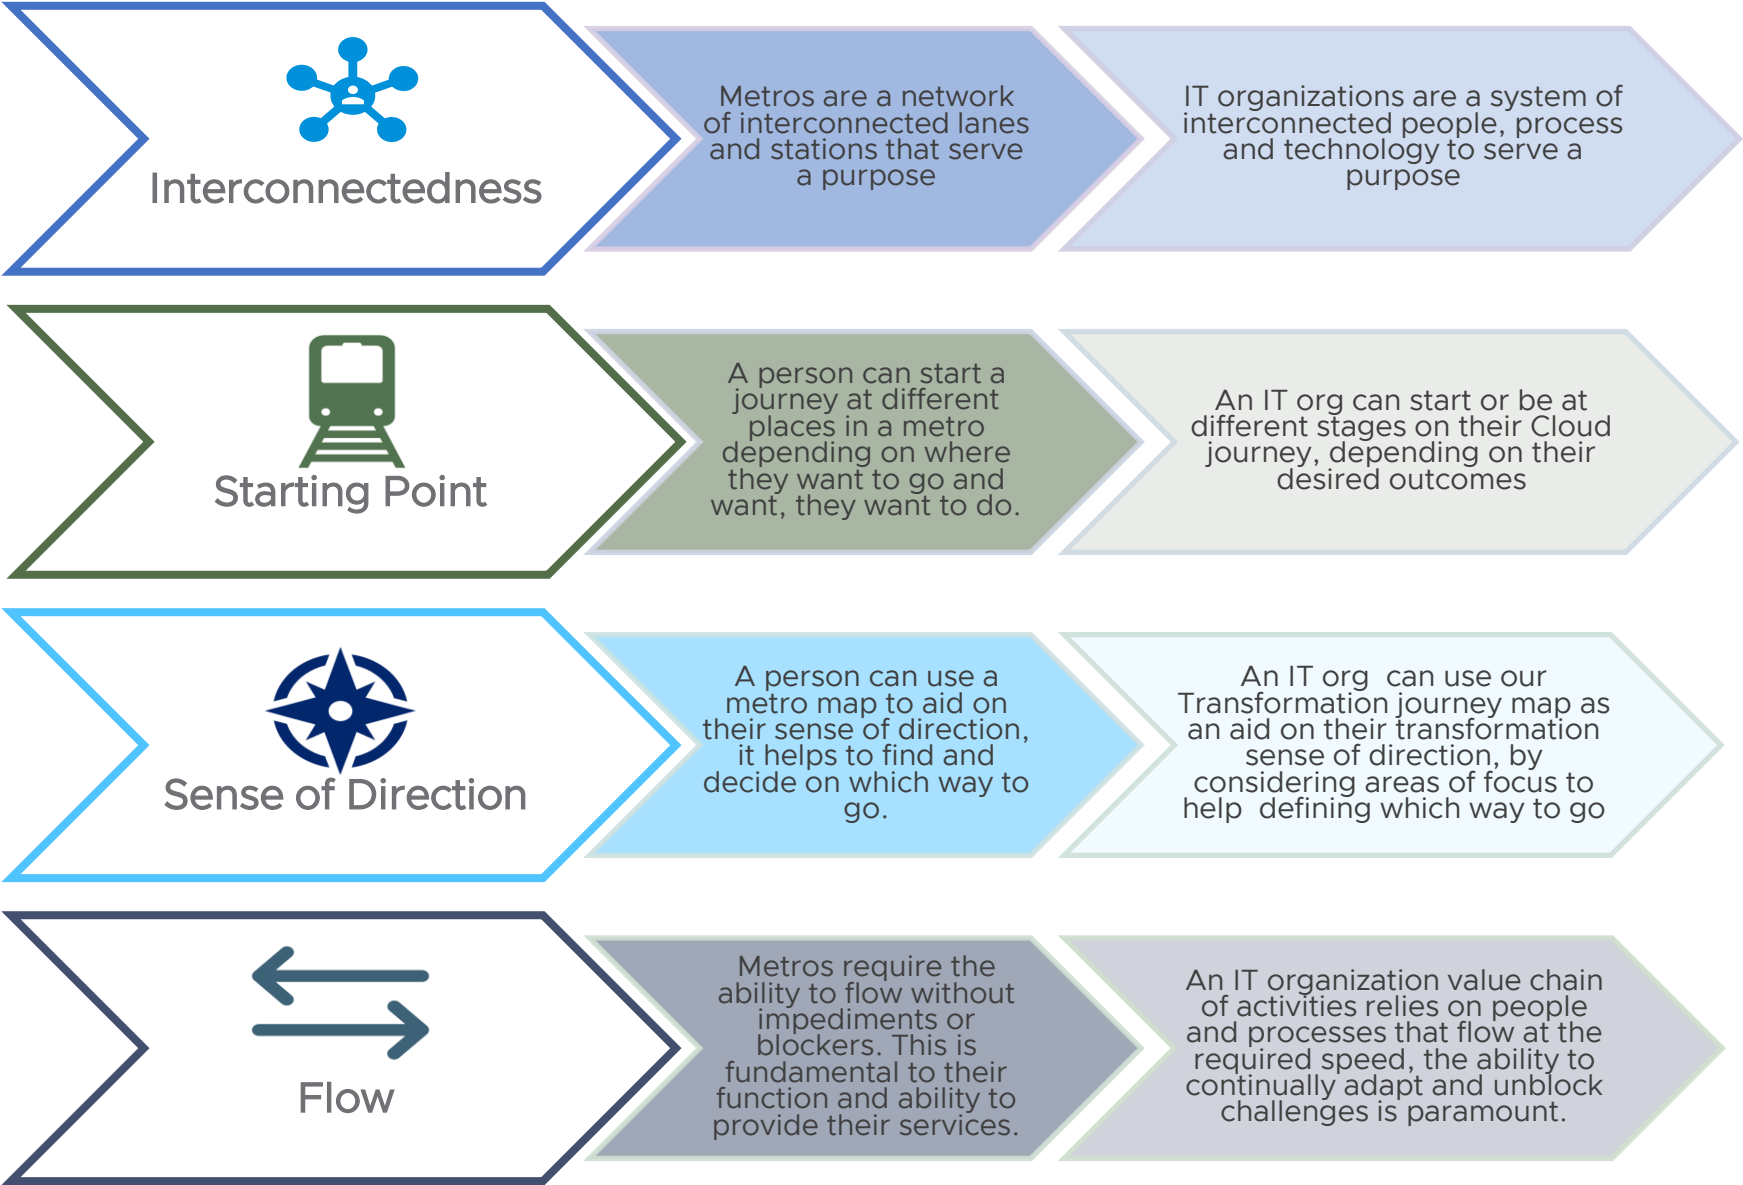 Interconnectedness
Metros are a network
of interconnected lanes
and stations that serve
a purpose
IT organizations are a system of
interconnected people, process
and technology to serve a
purpose
Starting Point
A person can start a
journey at different
places in a metro
depending on where
they want to go and
want, they want to do.
An IT org can start or be at
different stages on their Cloud
journey, depending on their
desired outcomes
Sense of Direction
A person can use a
metro map to aid on
their sense of direction,
it helps to find and
decide on which way to
go.
An IT org  can use our
Transformation journey map as
an aid on their transformation
sense of direction, by
considering areas of focus to
help  defining which way to go
Flow
Metros require the
ability to flow without
impediments or
blockers. This is
fundamental to their
function and ability to
provide their services.
An IT organization value chain
of activities relies on people
and processes that flow at the
required speed, the ability to
continually adapt and unblock
challenges is paramount.